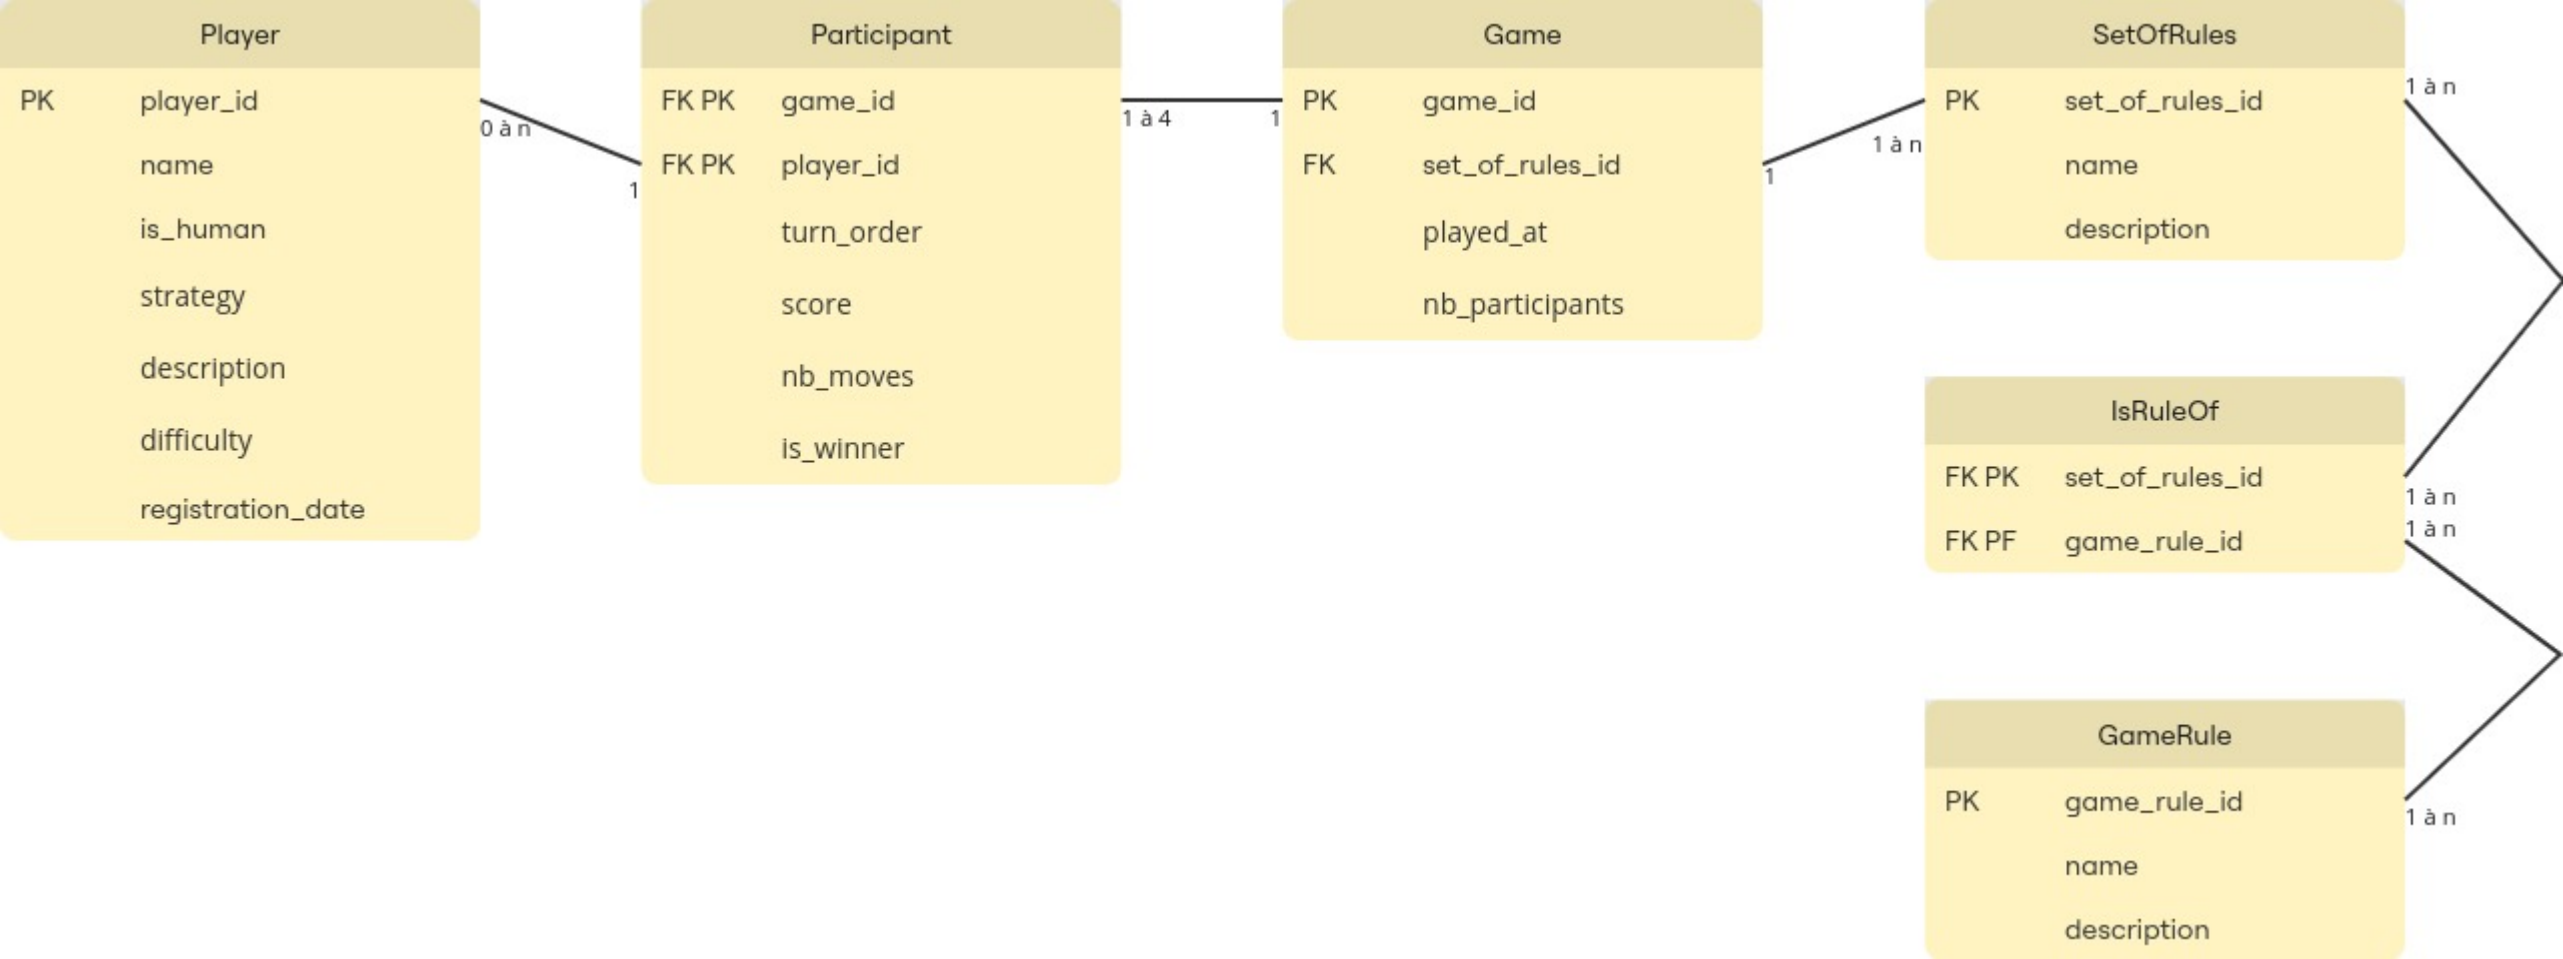 Player
PK player_id
name
is_human
strategy
description
difficulty
registration_date
0 à n
1
Participant
FK PK game_id
FK PK player_id
turn_order
score
nb_moves
is_winner
1 à 4
1
Game
PK game_id
FK set_of_rules_id
played_at
nb_participants
1
1 à n
SetOfRules
PK set_of_rules_id
name
description
1 à n
IsRuleOf
FK PK set_of_rules_id
FK PF game_rule_id
1 à n
1 à n
GameRule
PK game_rule_id
name
description
1 à n